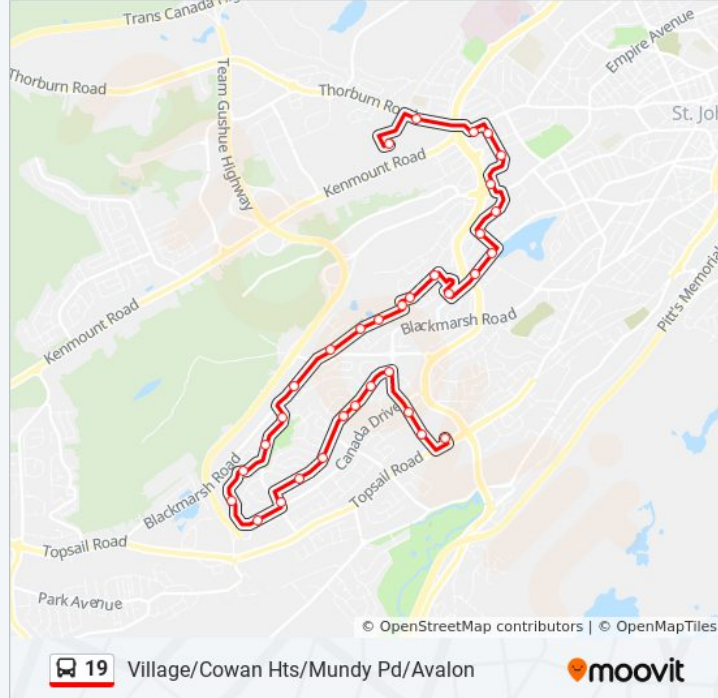 Trans Canada Hig
Empire Avenue
Thorburn Road
Team Gushue Highway
Thorburn Road
St. Joh
Kenmount Road
Pitt's Memorial
Kenmount Road
Blackmarsh Road
Canada Drive
Blackmarsh Road
Topsail Road
Topsail Road
Park Avenue
© OpenStreetMap contributors | © OpenMapTiles
19 Village/Cowan Hts/Mundy Pd/Avalon
moovit